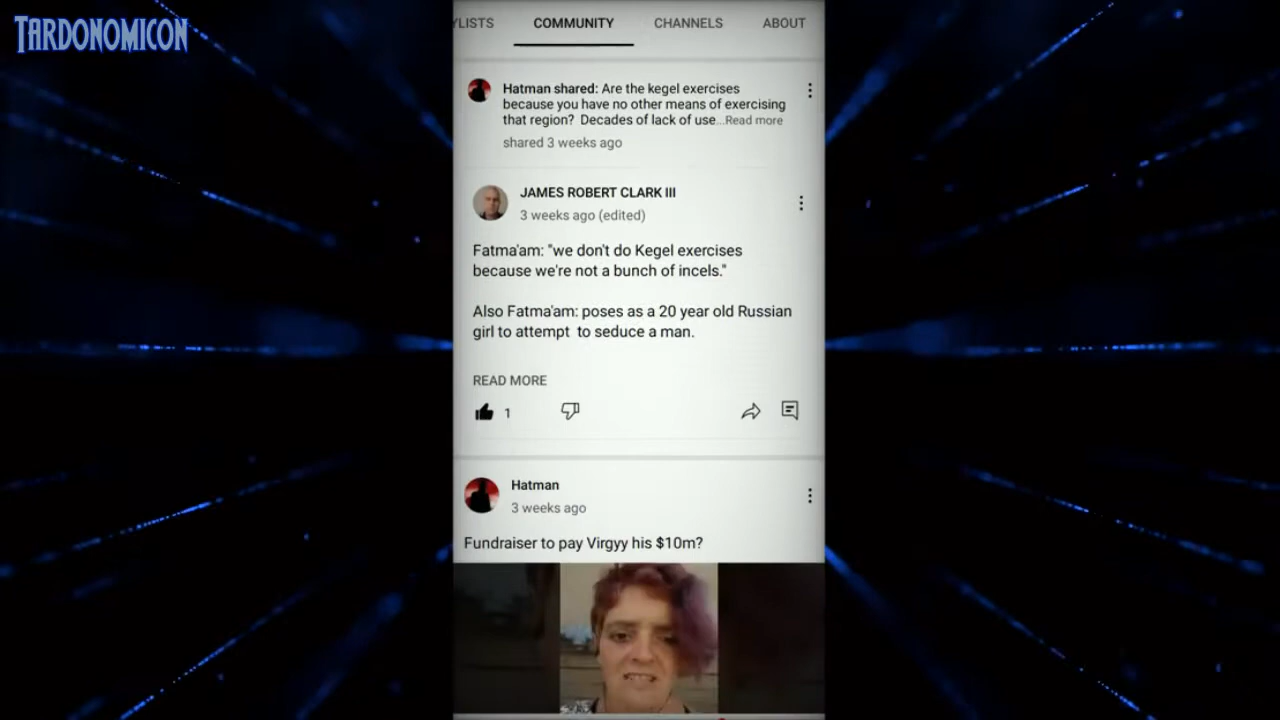 TARDONOMICON
YLISTS COMMUNITY CHANNELS ABOUT
Hatman shared: Are the kegel exercises
because you have no other means of exercising
that region? Decades of lack of use...Read more
shared 3 weeks ago
JAMES ROBERT CLARK III
3 weeks ago (edited)
Fatma'am: "we don't do Kegel exercises
because we're not a bunch of incels."
Also Fatma'am: poses as a 20 year old Russian
girl to attempt to seduce a man.
READ MORE
1
Hatman
3 weeks ago
Fundraiser to pay Virgyy his $10m?